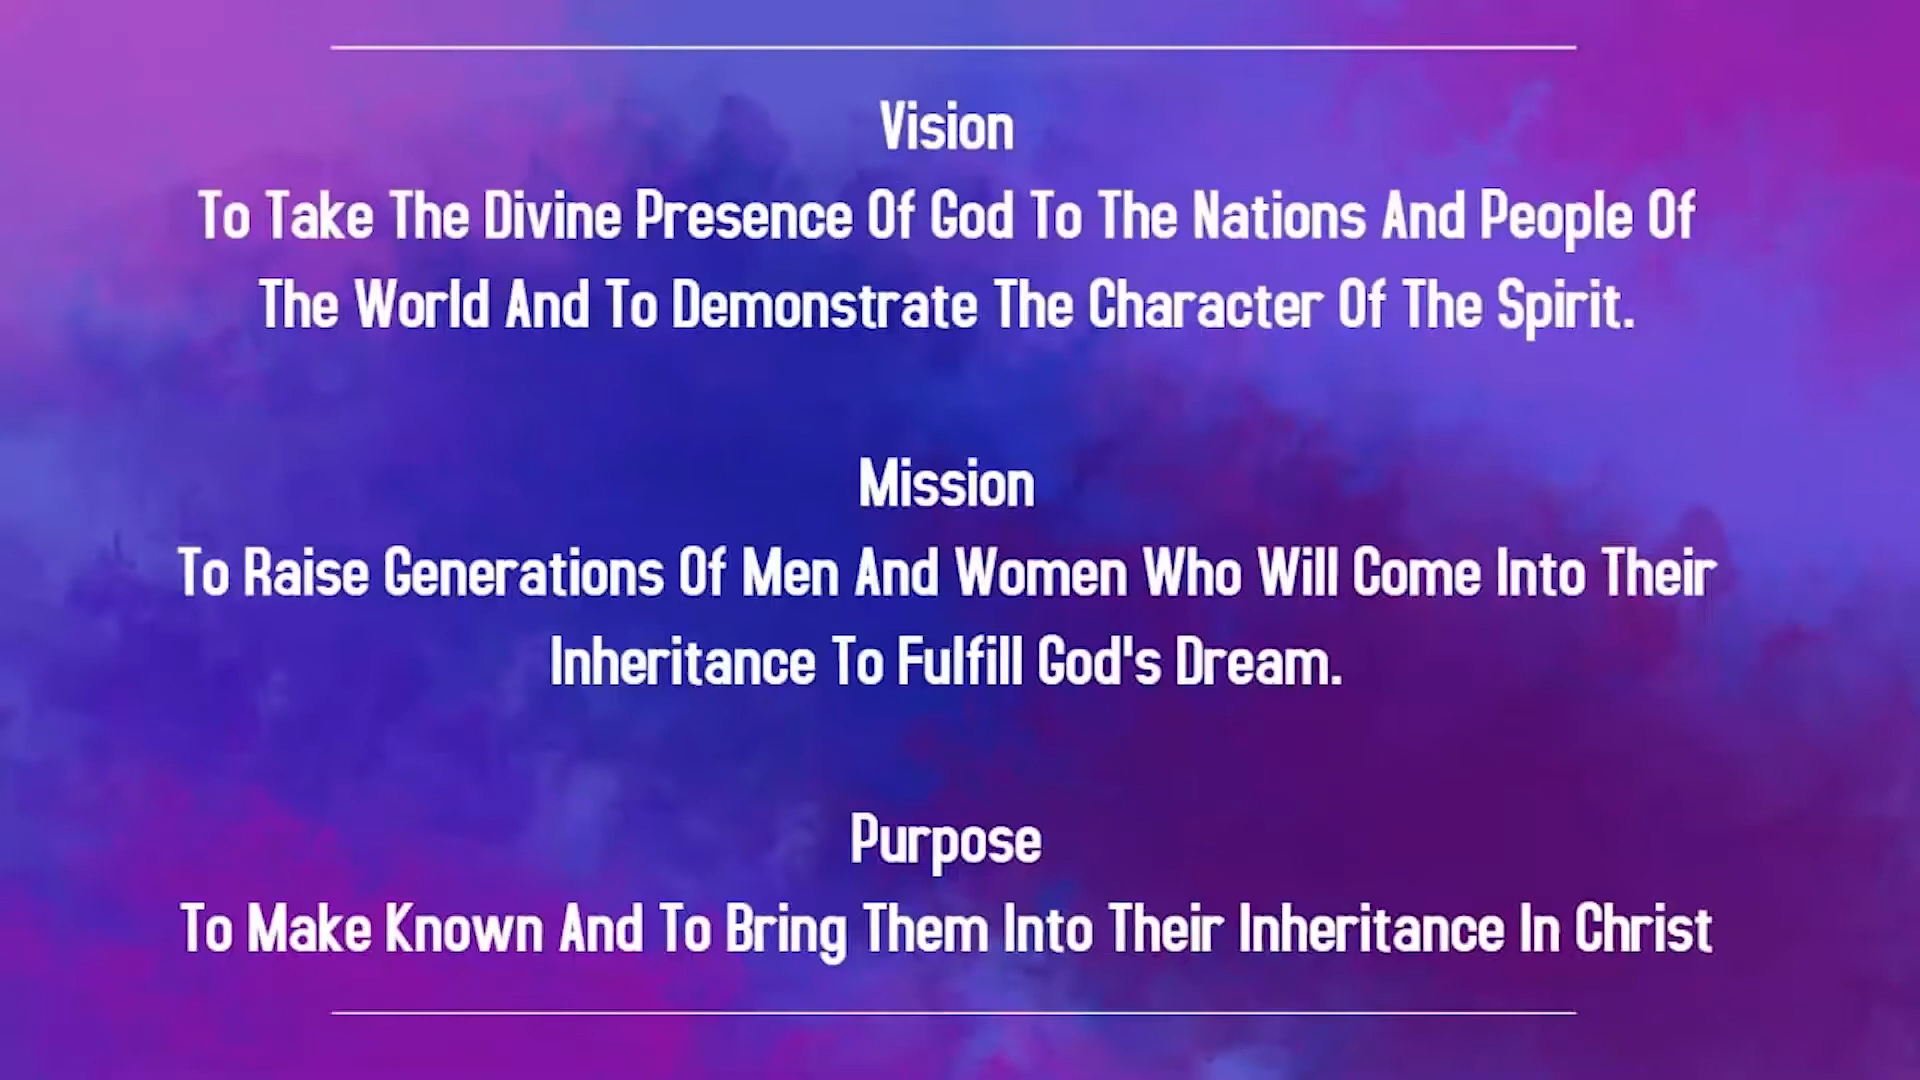 Vision
To Take The Divine Presence Of God To The Nations And People Of
The World And To Demonstrate The Character Of The Spirit.
Mission
To Raise Generations Of Men And Women Who Will Come Into Their
Inheritance To Fulfill God's Dream.
Purpose
To Make Known And To Bring Them Into Their Inheritance In Christ